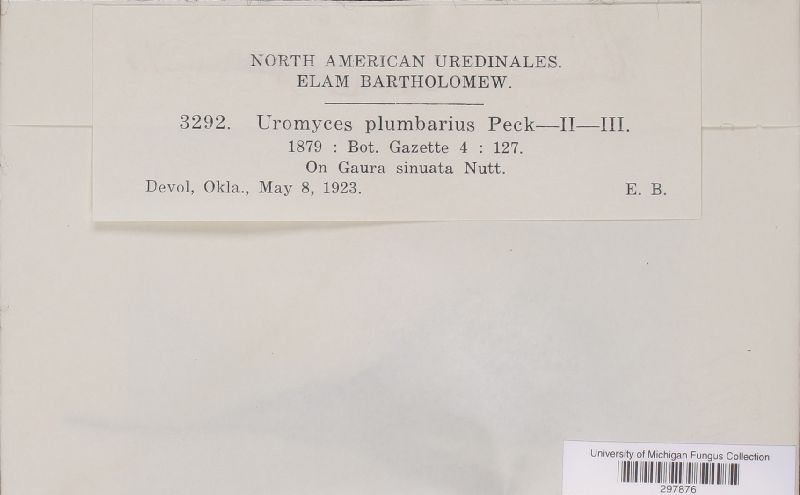 NORTH AMERICAN UREDINALES.
ELAM BARTHOLOMEW.
3292. Uromyces plumbarius Peck—II—III.
1879 : Bot. Gazette 4 : 127.
On Gaura sinuata Nutt.
Devol, Okla., May 8, 1923. E. B.
University of Michigan Fungus Collection
297876